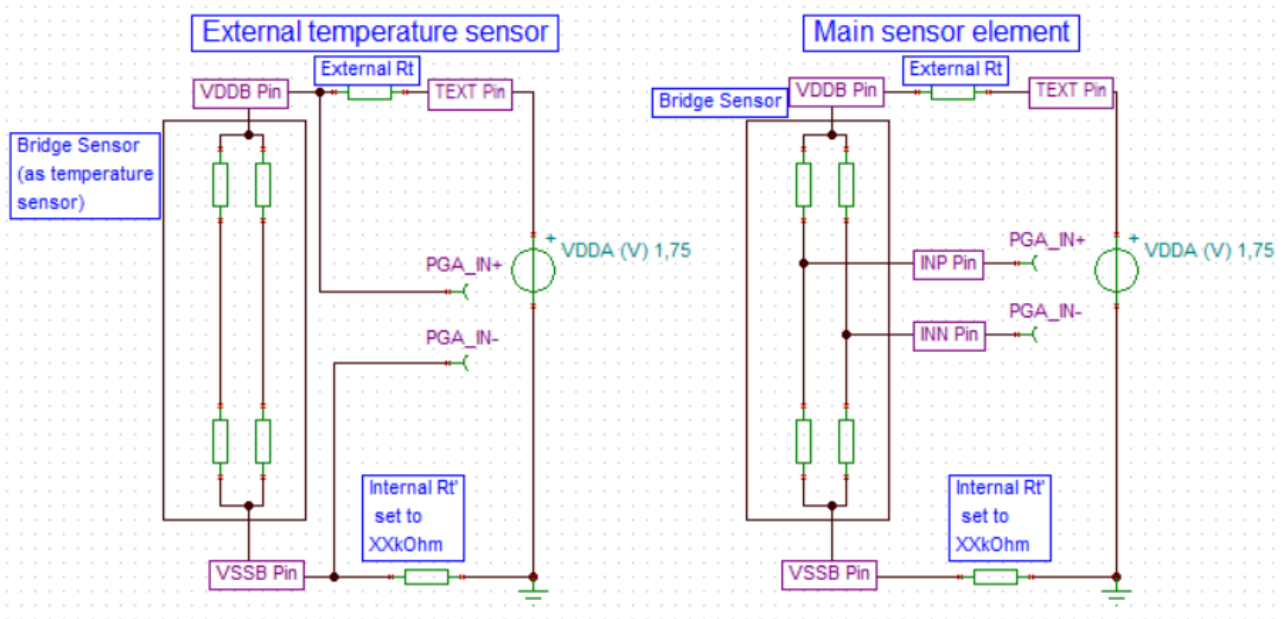 External temperature sensor
External Rt
VDDB Pin
TEXT Pin
Bridge Sensor
(as temperature
sensor)
+
VDDA (V) 1,75
PGA_IN+
PGA_IN-
Internal Rt'
set to
XXkOhm
VSSB Pin
Main sensor element
External Rt
VDDB Pin
TEXT Pin
Bridge Sensor
PGA_IN+
+
VDDA (V) 1,75
INP Pin
PGA_IN-
INN Pin
Internal Rt'
set to
XXkOhm
VSSB Pin